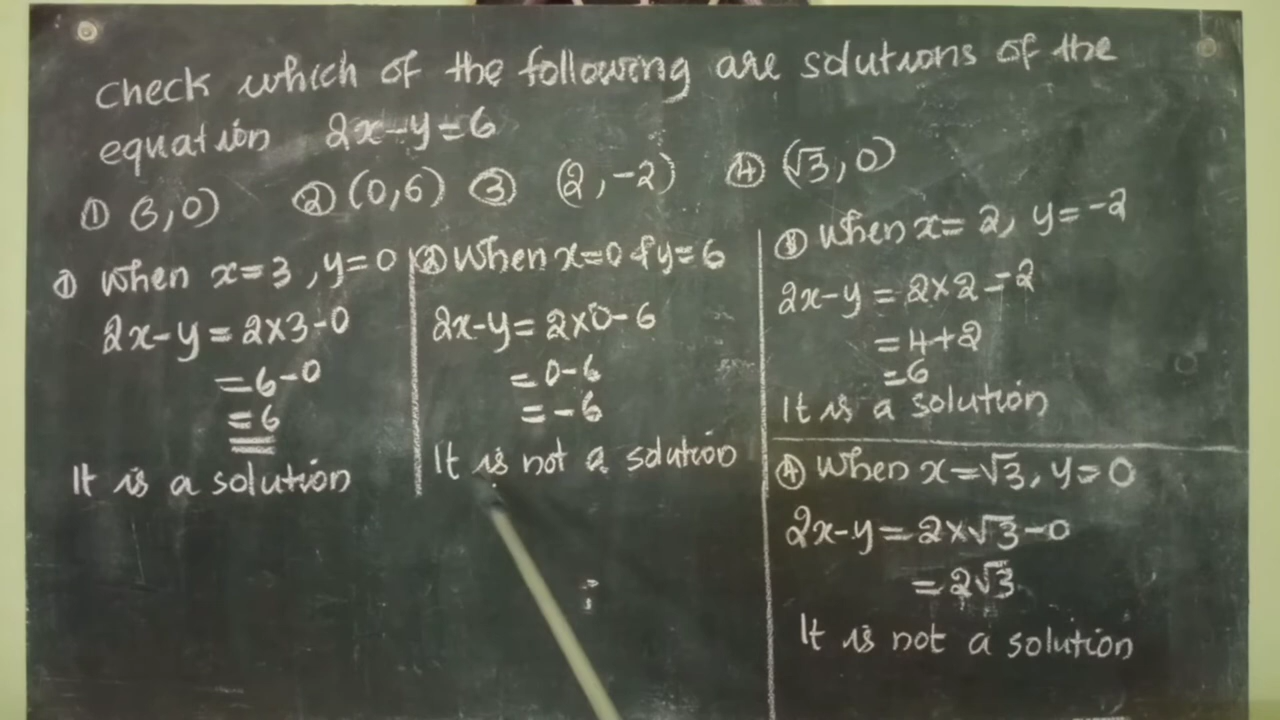 Check which of the following are solutions of the
equation 2x-y=6
① (3,0) ② (0,6) ③ (2,-2) ④ (√3,0)
① When x=3, y=0
2x-y=2×3-0
=6-0
=6
It is a solution
② When x=0 & y=6
2x-y=2×0-6
=0-6
=-6
It is not a solution
③ When x=2, y=-2
2x-y=2×2--2
=4+2
=6
It is a solution
④ When x=√3, y=0
2x-y=2×√3-0
=2√3
It is not a solution